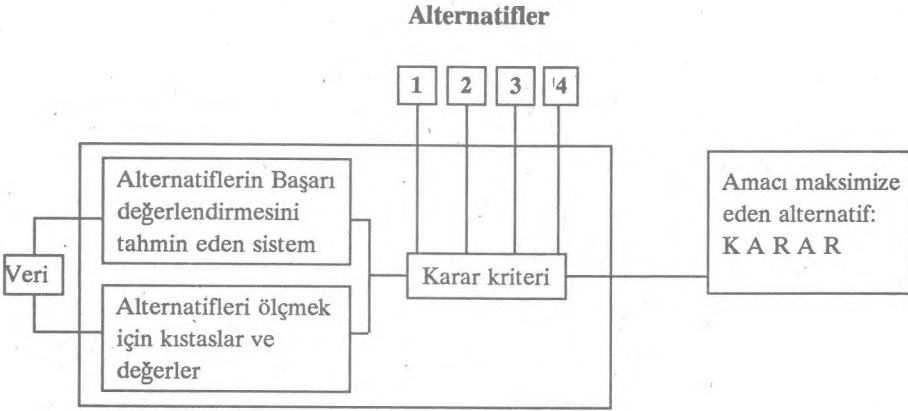 Alternatifler
1 2 3 4
Alternatiflerin Başarı
değerlendirmesini
tahmin eden sistem
Veri
Alternatifleri ölçmek
için kıstaslar ve
değerler
Karar kriteri
Amacı maksimize
eden alternatif:
K A R A R